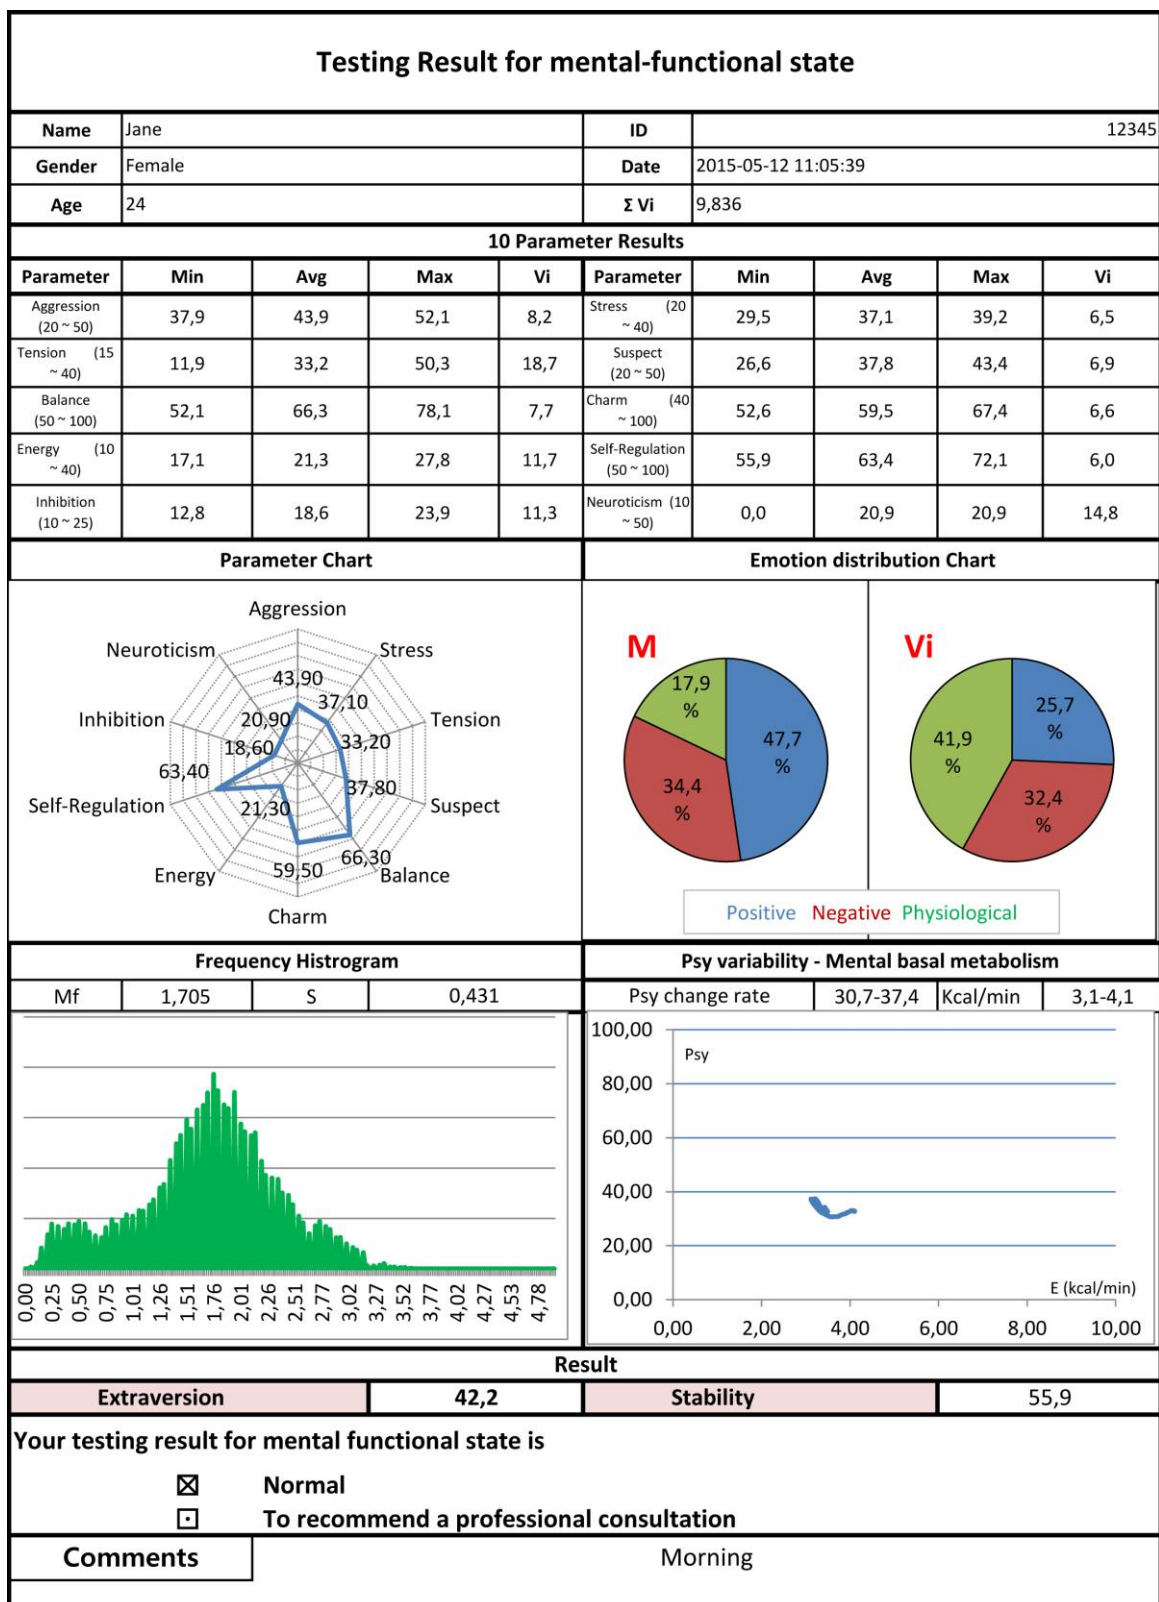 Testing Result for mental-functional state
Name Jane ID 12345
Gender Female Date 2015-05-12 11:05:39
Age 24 Σ Vi 9,836
10 Parameter Results
Parameter Min Avg Max Vi Parameter Min Avg Max Vi
Aggression (20 ~ 50) 37,9 43,9 52,1 8,2 Stress (20 ~ 40) 29,5 37,1 39,2 6,5
Tension (15 ~ 40) 11,9 33,2 50,3 18,7 Suspect (20 ~ 50) 26,6 37,8 43,4 6,9
Balance (50 ~ 100) 52,1 66,3 78,1 7,7 Charm (40 ~ 100) 52,6 59,5 67,4 6,6
Energy (10 ~ 40) 17,1 21,3 27,8 11,7 Self-Regulation (50 ~ 100) 55,9 63,4 72,1 6,0
Inhibition (10 ~ 25) 12,8 18,6 23,9 11,3 Neuroticism (10 ~ 50) 0,0 20,9 20,9 14,8
Parameter Chart Emotion distribution Chart
Aggression
Neuroticism Stress
43,90
37,10
Inhibition 20,90 Tension
18,60 33,20
63,40 37,80
Self-Regulation Suspect
21,30
59,50 66,30
Energy Balance
Charm
M
17,9 %
47,7 %
34,4 %
Vi
25,7 %
41,9 %
32,4 %
Positive Negative Physiological
Frequency Histrogram Psy variability - Mental basal metabolism
Mf 1,705 S 0,431 Psy change rate 30,7-37,4 Kcal/min 3,1-4,1
0,00 0,25 0,50 0,75 1,01 1,26 1,51 1,76 2,01 2,26 2,51 2,77 3,02 3,27 3,52 3,77 4,02 4,27 4,53 4,78
100,00
Psy
80,00
60,00
40,00
20,00
E (kcal/min)
0,00
0,00 2,00 4,00 6,00 8,00 10,00
Result
Extraversion 42,2 Stability 55,9
Your testing result for mental functional state is
☒ Normal
⊡ To recommend a professional consultation
Comments Morning